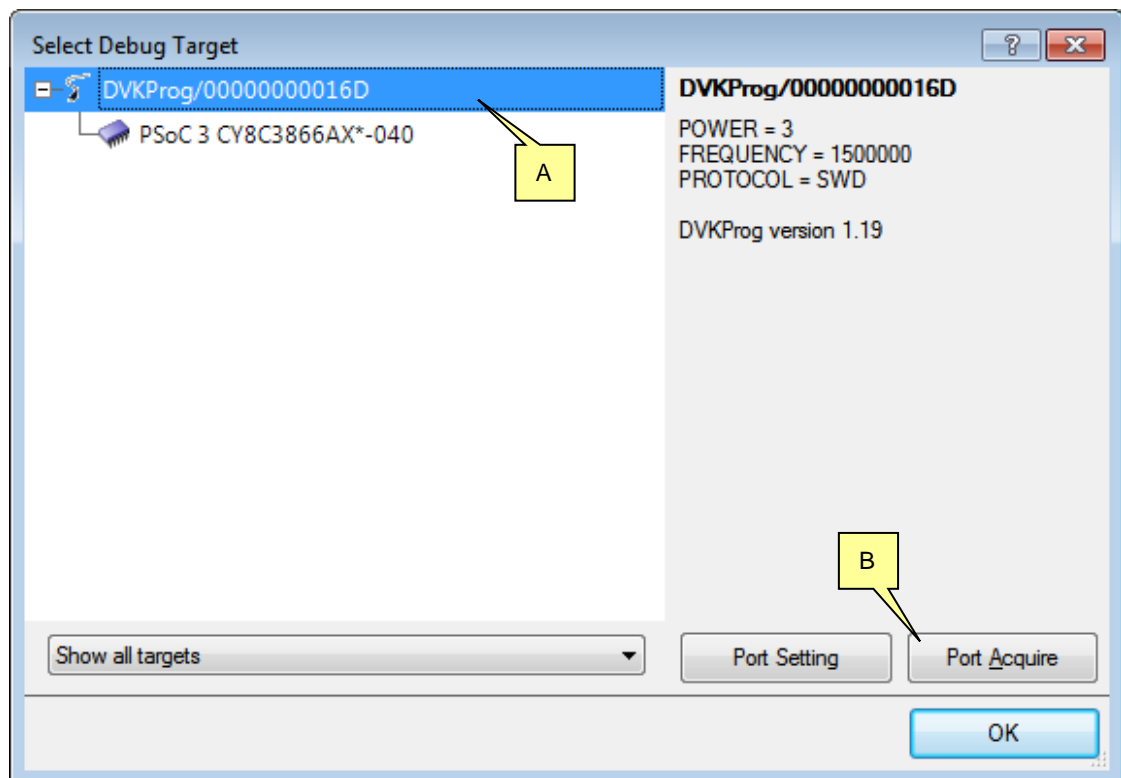 Select Debug Target
DVKProg/00000000016D
PSoC 3 CY8C3866AX*-040
A
DVKProg/00000000016D
POWER = 3
FREQUENCY = 1500000
PROTOCOL = SWD
DVKProg version 1.19
B
Show all targets
Port Setting
Port Acquire
OK